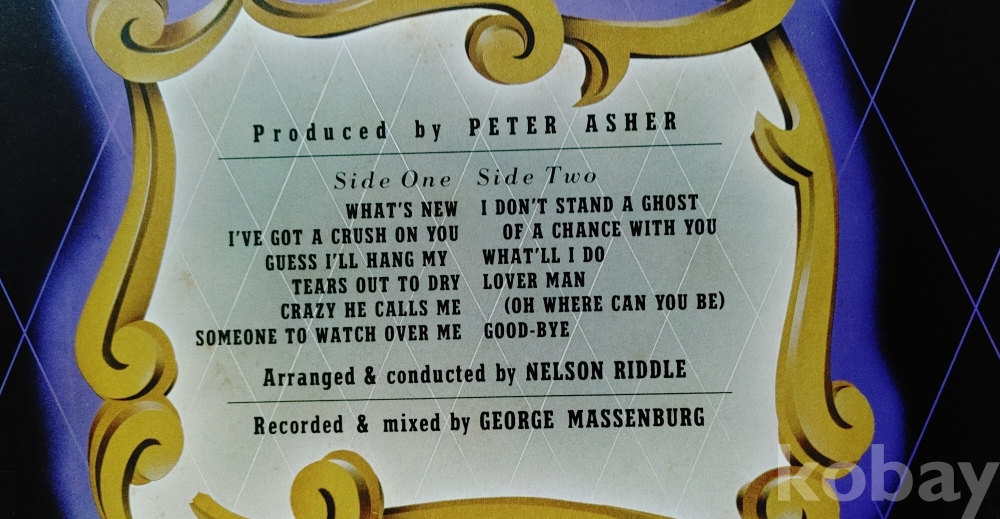 Produced by PETER ASHER
Side One
WHAT'S NEW
I'VE GOT A CRUSH ON YOU
GUESS I'LL HANG MY
TEARS OUT TO DRY
CRAZY HE CALLS ME
SOMEONE TO WATCH OVER ME
Side Two
I DON'T STAND A GHOST
OF A CHANCE WITH YOU
WHAT'LL I DO
LOVER MAN
(OH WHERE CAN YOU BE)
GOOD-BYE
Arranged & conducted by NELSON RIDDLE
Recorded & mixed by GEORGE MASSENBURG
kobay